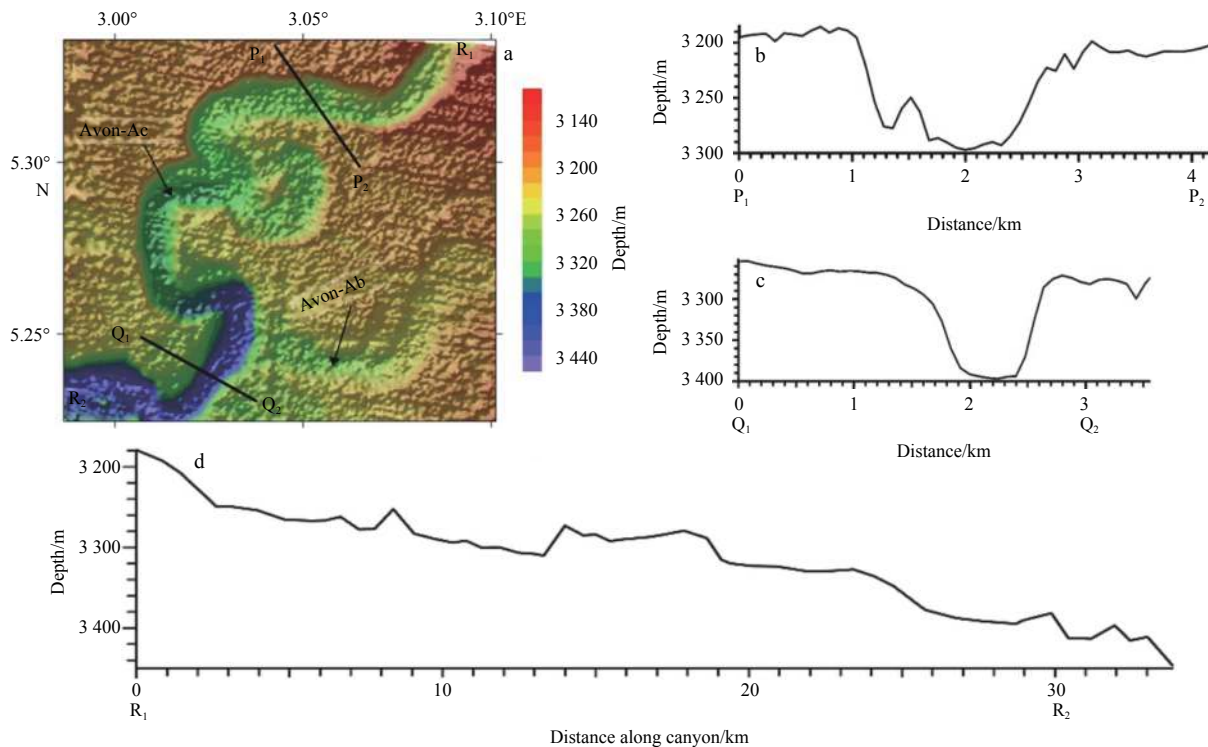 3.00° 3.05° 3.10°E
P₁ R₁ a
Avon-Ac
5.30°
N
P₂
Avon-Ab
5.25°
Q₁
R₂ Q₂
3 140
3 200
3 260
3 320
3 380
3 440
Depth/m
b
3 200
3 250
3 300
Depth/m
0 1 2 3 4
P₁ P₂
Distance/km
c
3 300
3 350
3 400
Depth/m
0 1 2 3
Q₁ Q₂
Distance/km
d
3 200
3 300
3 400
Depth/m
0 10 20 30
R₁ R₂
Distance along canyon/km